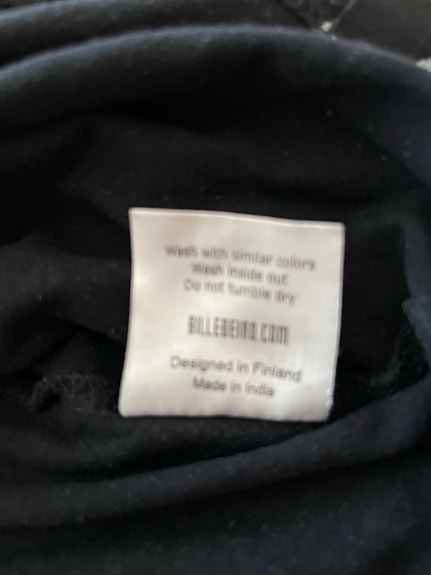 Wash with similar colors
Wash inside out
Do not tumble dry
BILLEBEINO.COM
Designed in Finland
Made in India